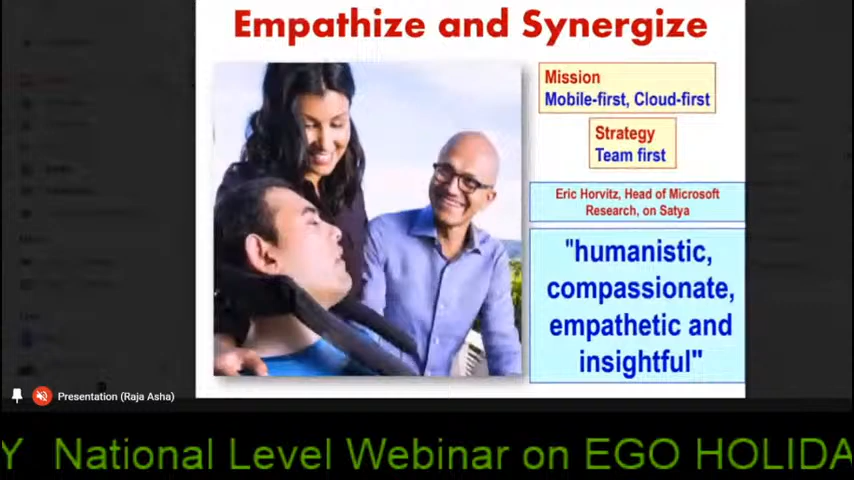 Empathize and Synergize
Mission
Mobile-first, Cloud-first
Strategy
Team first
Eric Horvitz, Head of Microsoft
Research, on Satya
"humanistic,
compassionate,
empathetic and
insightful"
Presentation (Raja Asha)
Y National Level Webinar on EGO HOLIDA